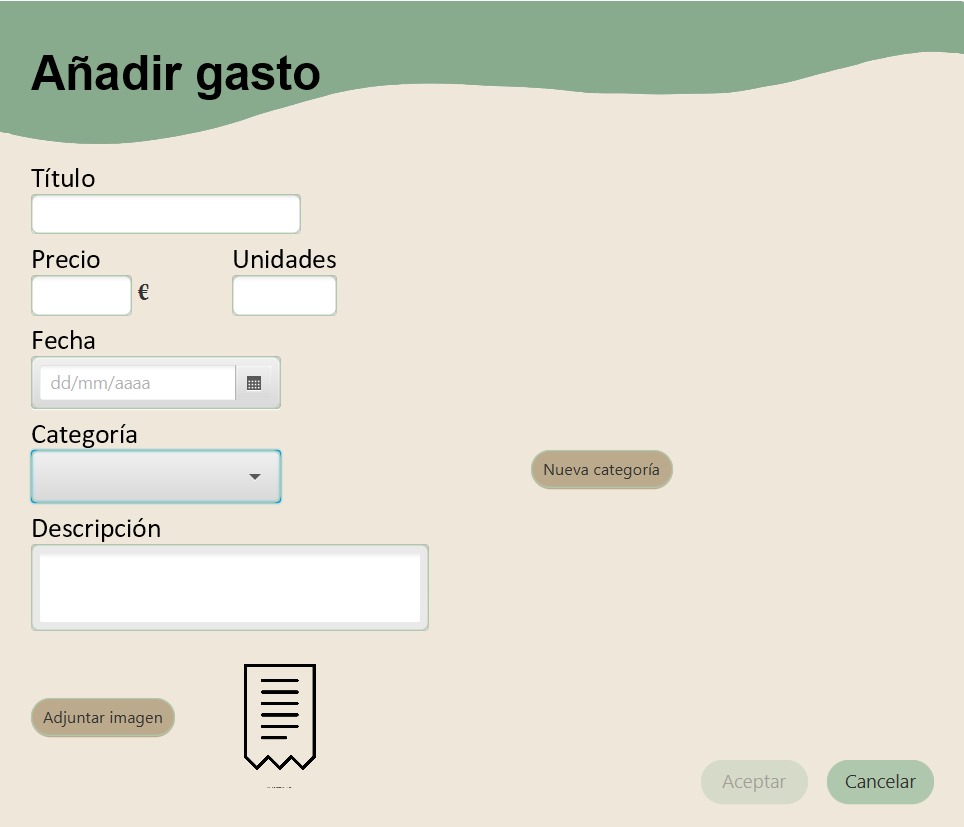 Añadir gasto
Título
Precio Unidades
€
Fecha
dd/mm/aaaa
Categoría
Nueva categoría
Descripción
Adjuntar imagen
Aceptar Cancelar